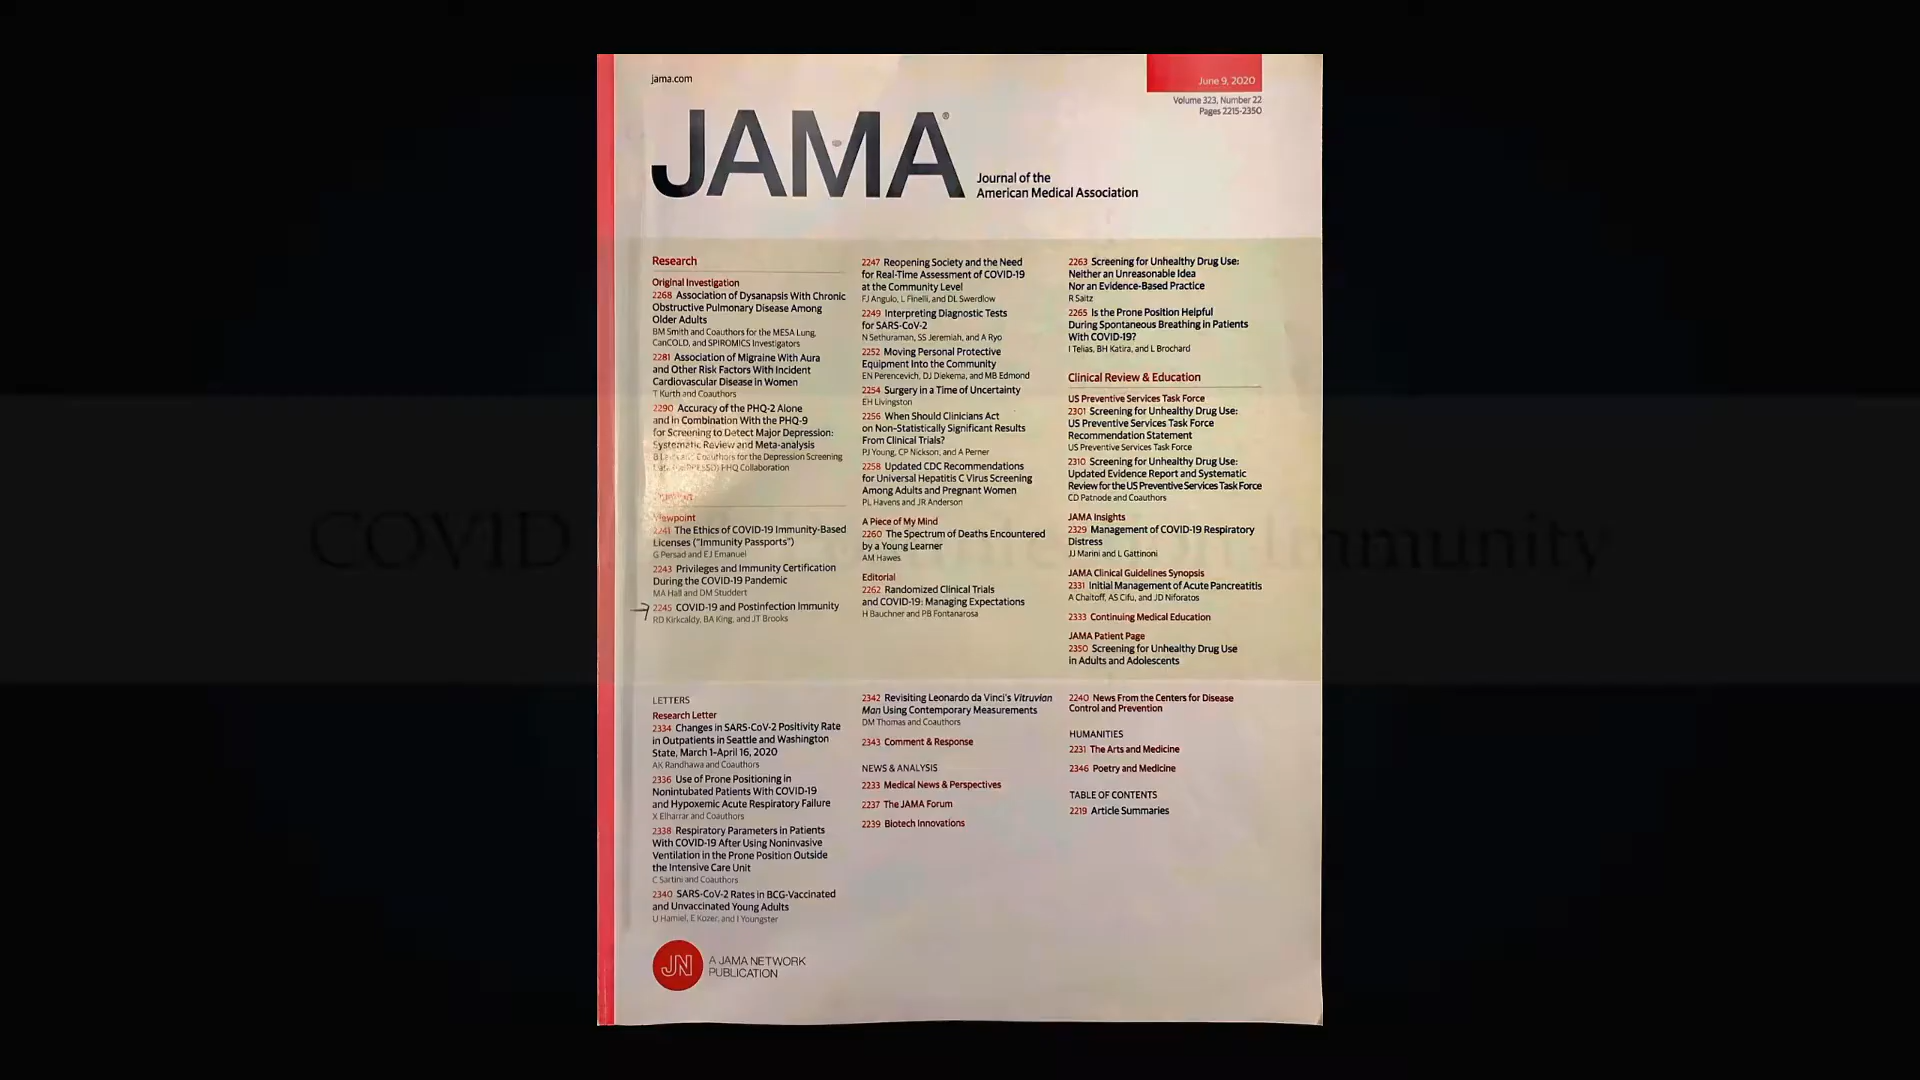 jama.com
June 9, 2020
Volume 323, Number 22
Pages 2215-2350
JAMA®
Journal of the
American Medical Association
Research
Original Investigation
2268 Association of Dysanapsis With Chronic
Obstructive Pulmonary Disease Among
Older Adults
BM Smith and Coauthors for the MESA Lung,
CanCOLD, and SPIROMICS Investigators
2281 Association of Migraine With Aura
and Other Risk Factors With Incident
Cardiovascular Disease in Women
T Kurth and Coauthors
2290 Accuracy of the PHQ-2 Alone
and in Combination With the PHQ-9
for Screening to Detect Major Depression:
Systematic Review and Meta-analysis
Coauthors for the Depression Screening
PHQ Collaboration
Viewpoint
2241 The Ethics of COVID-19 Immunity-Based
Licenses ("Immunity Passports")
G Persad and EJ Emanuel
2243 Privileges and Immunity Certification
During the COVID-19 Pandemic
MA Hall and DM Studdert
2245 COVID-19 and Postinfection Immunity
RD Kirkcaldy, BA King, and JT Brooks
2247 Reopening Society and the Need
for Real-Time Assessment of COVID-19
at the Community Level
FJ Angulo, L Finelli, and DL Swerdlow
2249 Interpreting Diagnostic Tests
for SARS-CoV-2
N Sethuraman, SS Jeremiah, and A Ryo
2252 Moving Personal Protective
Equipment Into the Community
EN Perencevich, DJ Diekema, and MB Edmond
2254 Surgery in a Time of Uncertainty
EH Livingston
2256 When Should Clinicians Act
on Non-Statistically Significant Results
From Clinical Trials?
PJ Young, CP Nickson, and A Perner
2258 Updated CDC Recommendations
for Universal Hepatitis C Virus Screening
Among Adults and Pregnant Women
PL Havens and JR Anderson
A Piece of My Mind
2260 The Spectrum of Deaths Encountered
by a Young Learner
AM Hawes
Editorial
2262 Randomized Clinical Trials
and COVID-19: Managing Expectations
H Bauchner and PB Fontanarosa
2263 Screening for Unhealthy Drug Use:
Neither an Unreasonable Idea
Nor an Evidence-Based Practice
R Saitz
2265 Is the Prone Position Helpful
During Spontaneous Breathing in Patients
With COVID-19?
I Telias, BH Katira, and L Brochard
Clinical Review & Education
US Preventive Services Task Force
2301 Screening for Unhealthy Drug Use:
US Preventive Services Task Force
Recommendation Statement
US Preventive Services Task Force
2310 Screening for Unhealthy Drug Use:
Updated Evidence Report and Systematic
Review for the US Preventive Services Task Force
CD Patnode and Coauthors
JAMA Insights
2329 Management of COVID-19 Respiratory
Distress
JJ Marini and L Gattinoni
JAMA Clinical Guidelines Synopsis
2331 Initial Management of Acute Pancreatitis
A Chaitoff, AS Cifu, and JD Niforatos
2333 Continuing Medical Education
JAMA Patient Page
2350 Screening for Unhealthy Drug Use
in Adults and Adolescents
LETTERS
Research Letter
2334 Changes in SARS-CoV-2 Positivity Rate
in Outpatients in Seattle and Washington
State, March 1-April 16, 2020
AK Randhawa and Coauthors
2336 Use of Prone Positioning in
Nonintubated Patients With COVID-19
and Hypoxemic Acute Respiratory Failure
X Elharrar and Coauthors
2338 Respiratory Parameters in Patients
With COVID-19 After Using Noninvasive
Ventilation in the Prone Position Outside
the Intensive Care Unit
C Sartini and Coauthors
2340 SARS-CoV-2 Rates in BCG-Vaccinated
and Unvaccinated Young Adults
U Hamiel, E Kozer, and I Youngster
2342 Revisiting Leonardo da Vinci's Vitruvian
Man Using Contemporary Measurements
DM Thomas and Coauthors
2343 Comment & Response
NEWS & ANALYSIS
2233 Medical News & Perspectives
2237 The JAMA Forum
2239 Biotech Innovations
2240 News From the Centers for Disease
Control and Prevention
HUMANITIES
2231 The Arts and Medicine
2346 Poetry and Medicine
TABLE OF CONTENTS
2219 Article Summaries
JN
A JAMA NETWORK
PUBLICATION
COVID Immunity